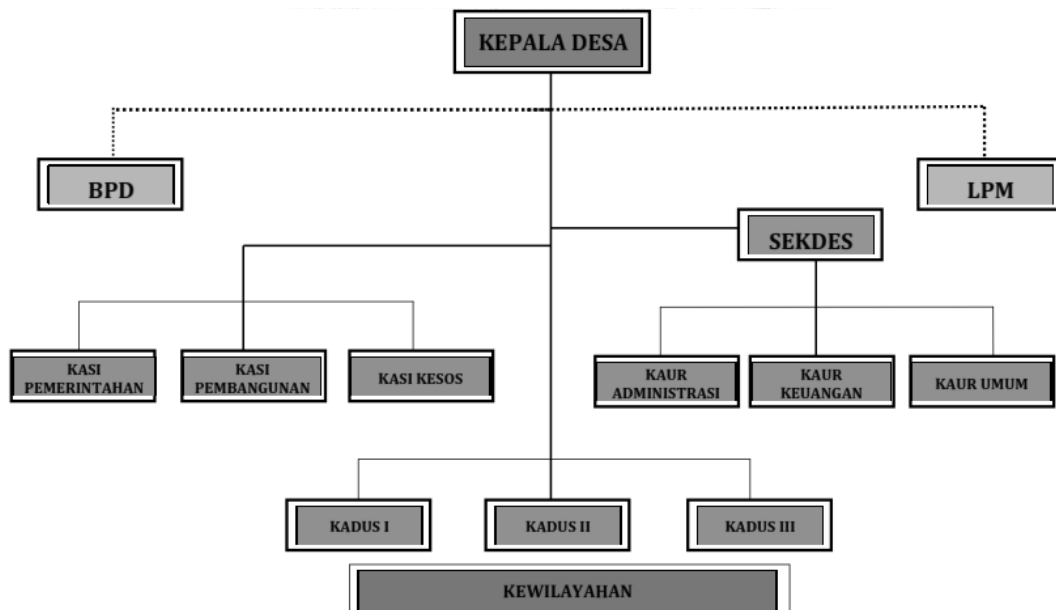 KEPALA DESA
BPD
LPM
SEKDES
KASI
PEMERINTAHAN
KASI
PEMBANGUNAN
KASI KESOS
KAUR
ADMINISTRASI
KAUR
KEUANGAN
KAUR UMUM
KADUS I
KADUS II
KADUS III
KEWILAYAHAN